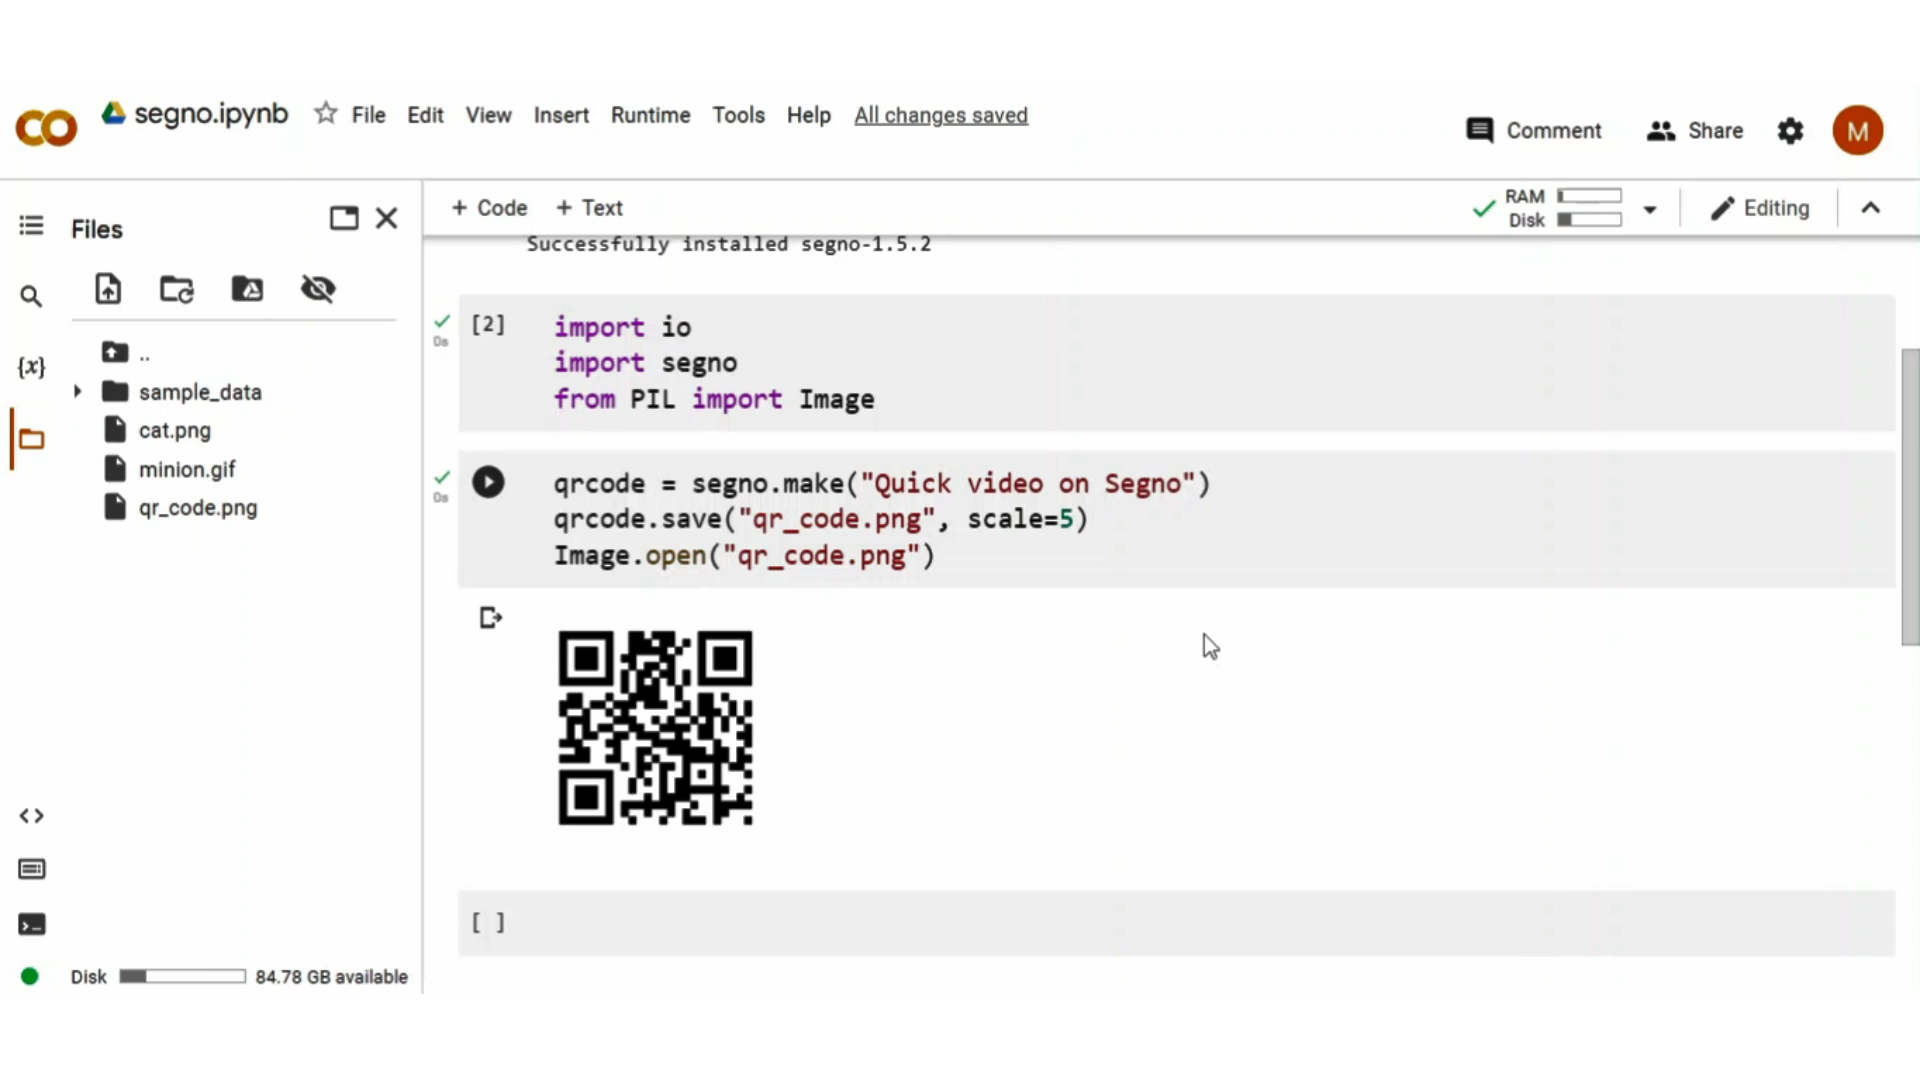 segno.ipynb File Edit View Insert Runtime Tools Help All changes saved
Comment Share M
Files
+ Code + Text
RAM
Disk
Editing
Successfully installed segno-1.5.2
..
sample_data
cat.png
minion.gif
qr_code.png
{x}
0s
[2]
import io
import segno
from PIL import Image
0s
qrcode = segno.make("Quick video on Segno")
qrcode.save("qr_code.png", scale=5)
Image.open("qr_code.png")
[ ]
Disk 84.78 GB available